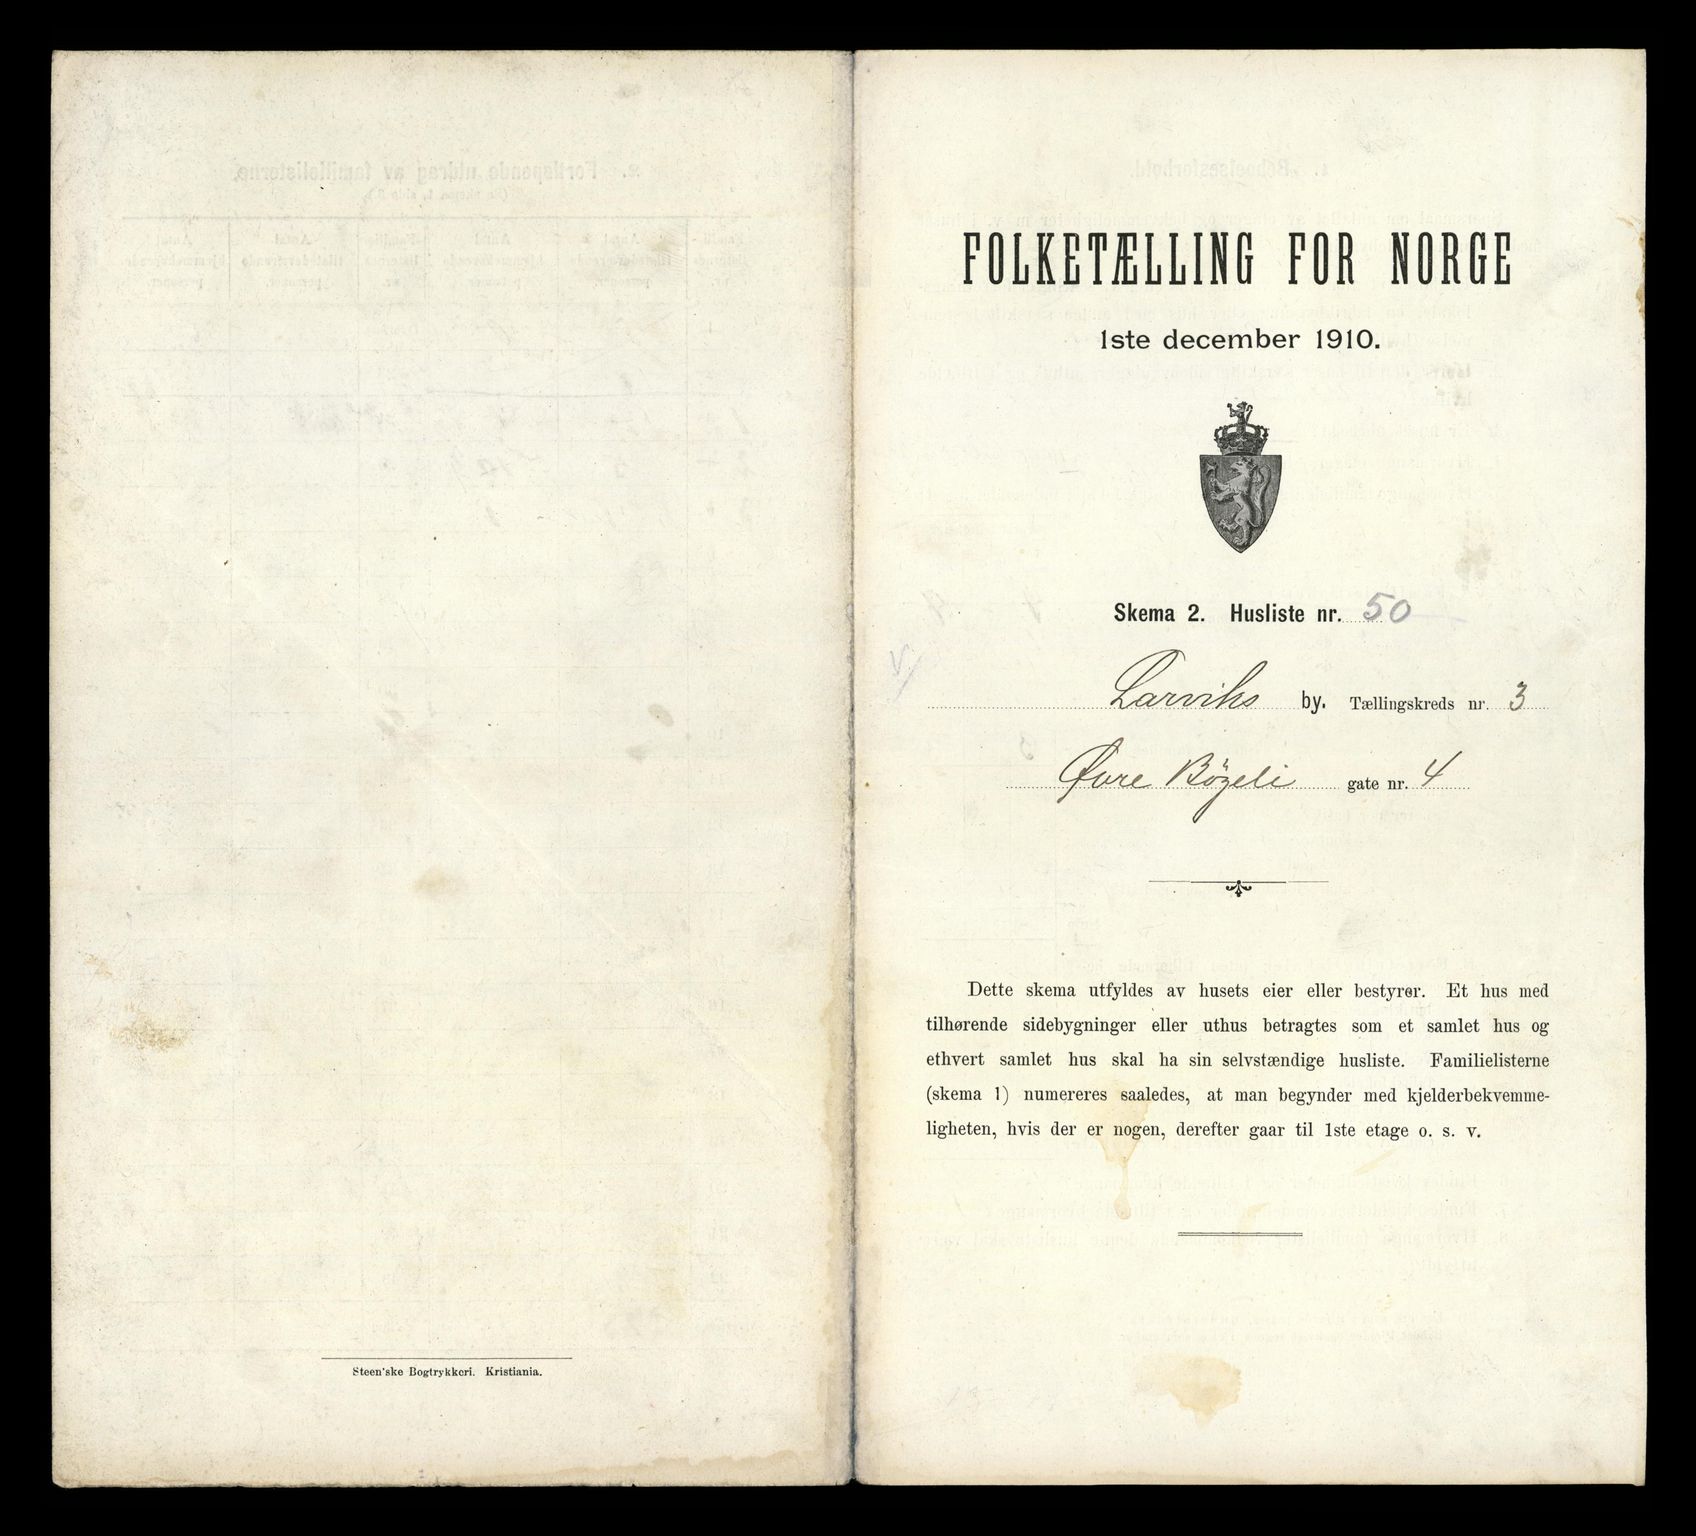 FOLKETÆLLING FOR NORGE
1ste december 1910.
Skema 2. Husliste nr. 50
Larviks by. Tællingskreds nr. 3
Øvre Bøgeli gate nr. 4
Dette skema utfyldes av husets eier eller bestyrer. Et hus med
tilhørende sidebygninger eller uthus betragtes som et samlet hus og
ethvert samlet hus skal ha sin selvstændige husliste. Familielisterne
(skema 1) numereres saaledes, at man begynder med kjelderbekvemme-
ligheten, hvis der er nogen, derefter gaar til 1ste etage o. s. v.
Steen'ske Bogtrykkeri. Kristiania.